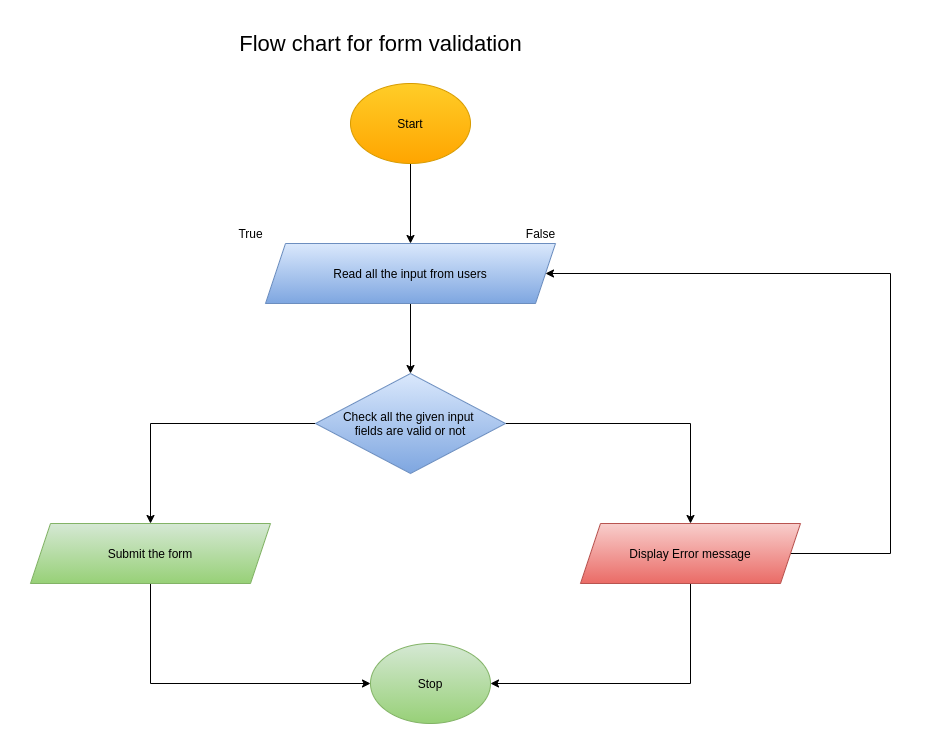 Flow chart for form validation
Start
True
False
Read all the input from users
Check all the given input
fields are valid or not
Submit the form
Display Error message
Stop